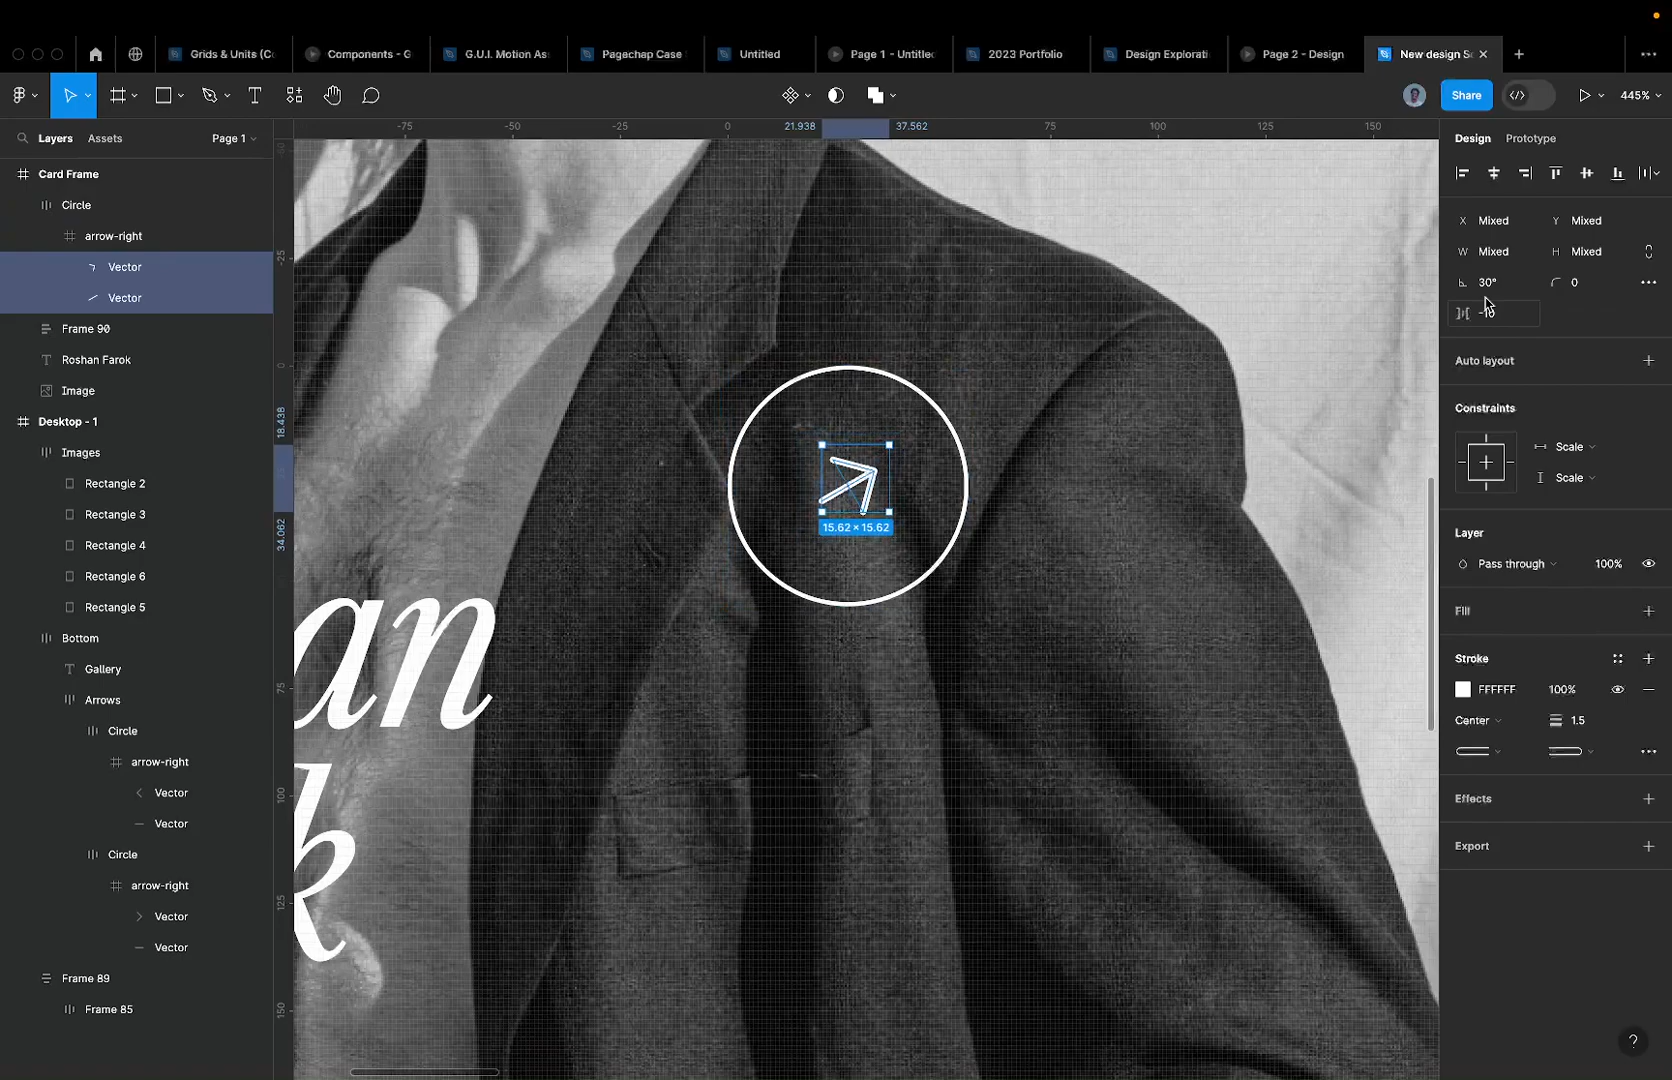 Grids & Units (Co
Components - G
G.U.I. Motion As
Pagechap Case
Untitled
Page 1 - Untitle
2023 Portfolio
Design Explorati
Page 2 - Design
New design S
Share
445%
Layers
Assets
Page 1
-75
-50
-25
0
21.938
37.562
50
75
100
125
150
Design
Prototype
Card Frame
Circle
arrow-right
Vector
Vector
Frame 90
Roshan Farok
Image
Desktop - 1
Images
Rectangle 2
Rectangle 3
Rectangle 4
Rectangle 6
Rectangle 5
Bottom
Gallery
Arrows
Circle
arrow-right
Vector
Vector
Circle
arrow-right
Vector
Vector
Frame 89
Frame 85
-50
-25
0
18.438
34.062
75
100
125
150
an
k
15.62 × 15.62
X Mixed
Y Mixed
W Mixed
H Mixed
30°
0
Auto layout
Constraints
Scale
Scale
Layer
Pass through
100%
Fill
Stroke
FFFFFF
100%
Center
1.5
Effects
Export
?